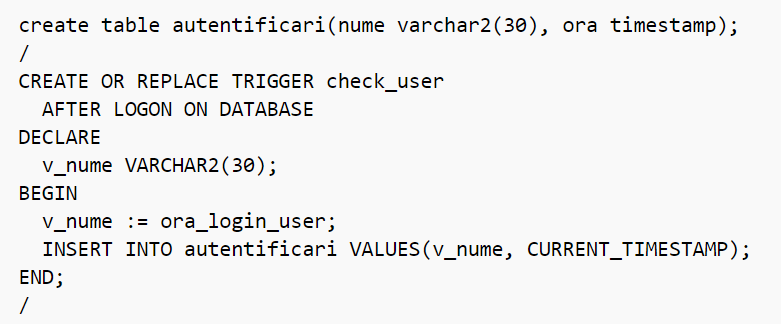 create table autentificari(nume varchar2(30), ora timestamp);
/
CREATE OR REPLACE TRIGGER check_user
  AFTER LOGON ON DATABASE
DECLARE
  v_nume VARCHAR2(30);
BEGIN
  v_nume := ora_login_user;
  INSERT INTO autentificari VALUES(v_nume, CURRENT_TIMESTAMP);
END;
/